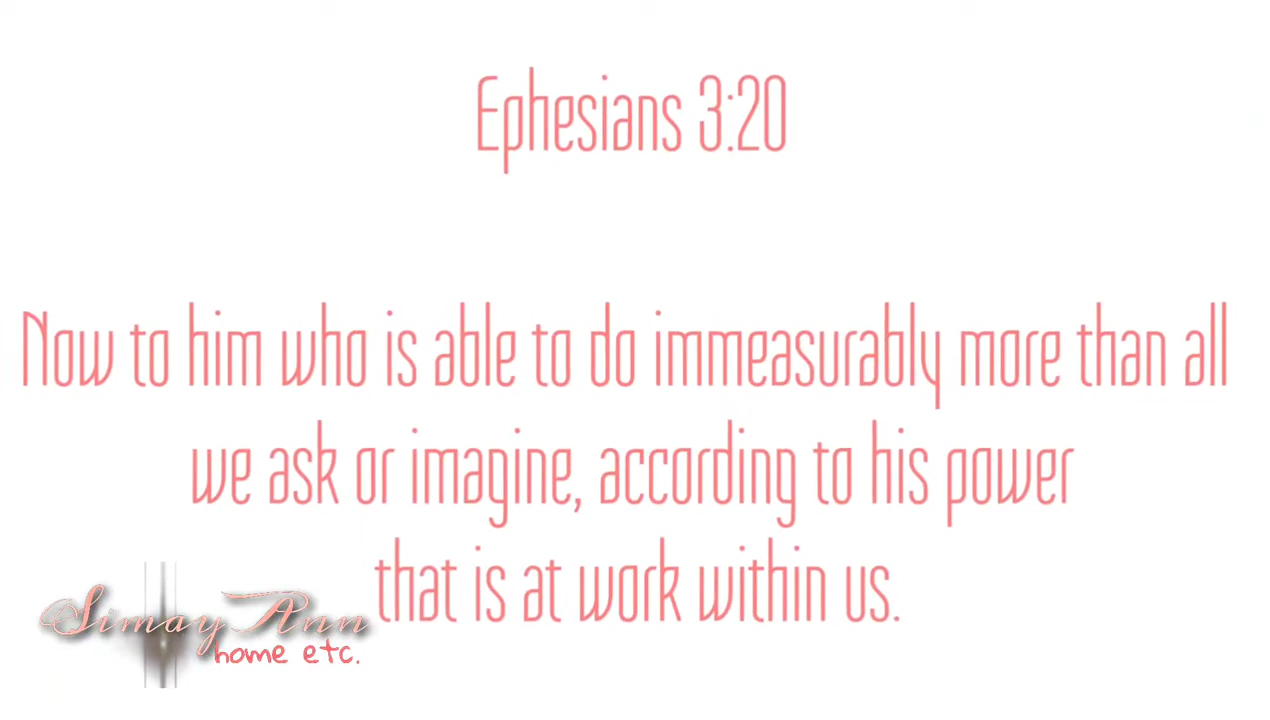 Ephesians 3:20
Now to him who is able to do immeasurably more than all
we ask or imagine, according to his power
that is at work within us.
Simay Ann
home etc.